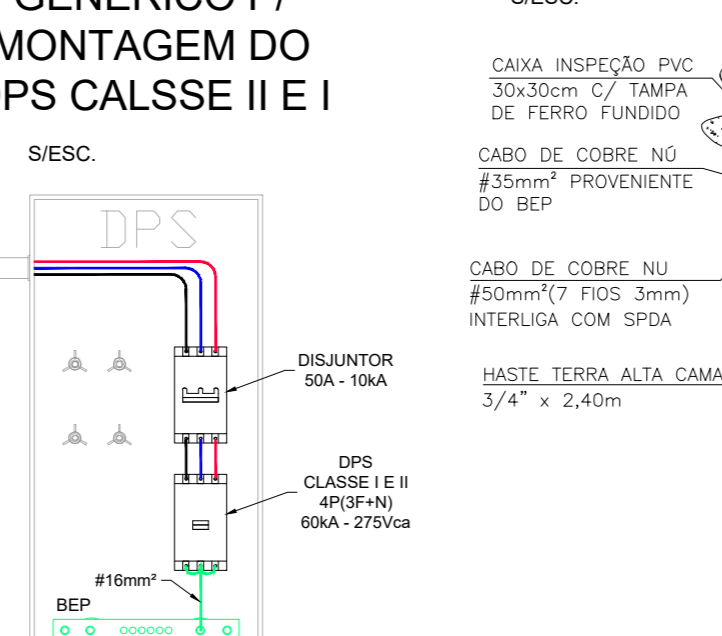 MONTAGEM DO
DPS CALSSE II E I
S/ESC.
DPS
DISJUNTOR
50A - 10kA
DPS
CLASSE I E II
4P(3F+N)
60kA - 275Vca
#16mm²
BEP
CAIXA INSPEÇÃO PVC
30x30cm C/ TAMPA
DE FERRO FUNDIDO
CABO DE COBRE NÚ
#35mm² PROVENIENTE
DO BEP
CABO DE COBRE NU
#50mm²(7 FIOS 3mm)
INTERLIGA COM SPDA
HASTE TERRA ALTA CAMA
3/4" x 2,40m